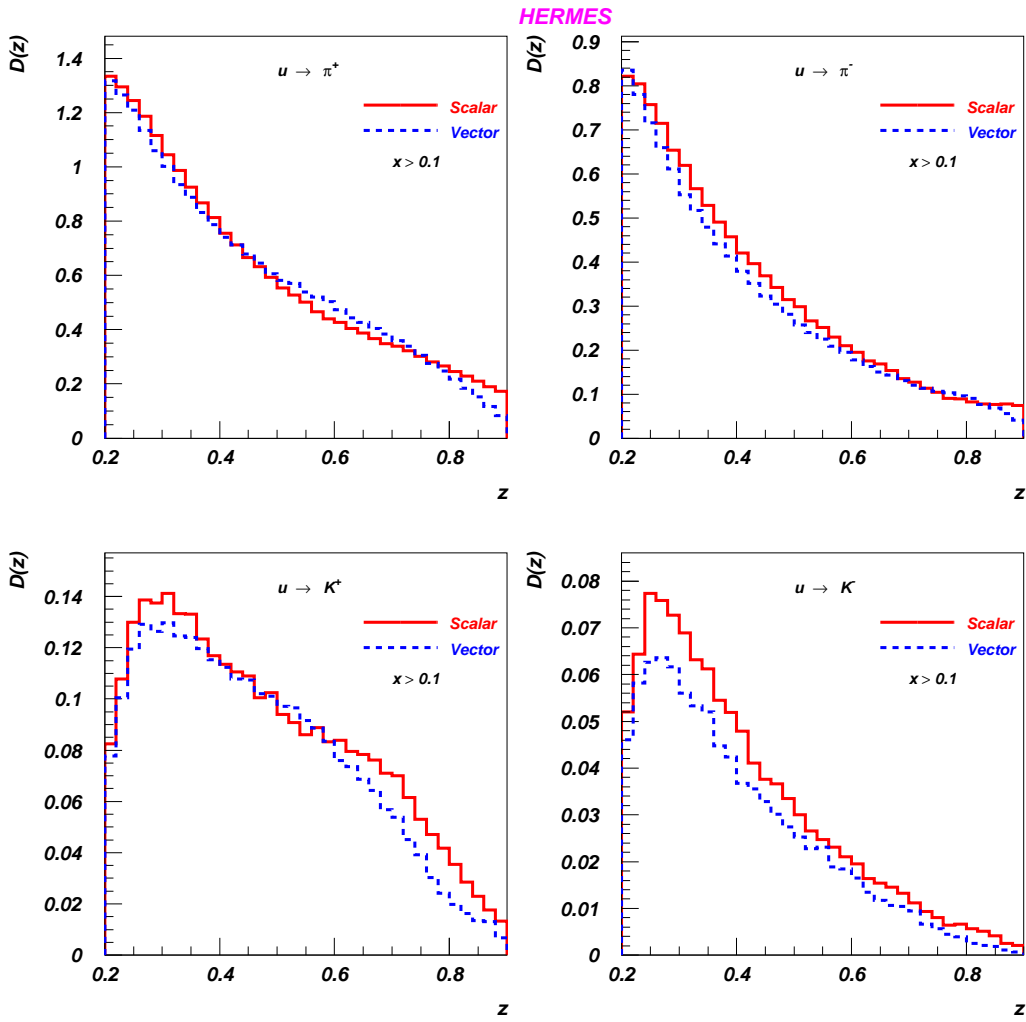 HERMES
D(z)
u → π⁺
Scalar
Vector
x > 0.1
1.4
1.2
1
0.8
0.6
0.4
0.2
0
0.2 0.4 0.6 0.8
z
D(z)
u → π⁻
Scalar
Vector
x > 0.1
0.9
0.8
0.7
0.6
0.5
0.4
0.3
0.2
0.1
0
0.2 0.4 0.6 0.8
z
D(z)
u → K⁺
Scalar
Vector
x > 0.1
0.14
0.12
0.1
0.08
0.06
0.04
0.02
0
0.2 0.4 0.6 0.8
z
D(z)
u → K⁻
Scalar
Vector
x > 0.1
0.08
0.07
0.06
0.05
0.04
0.03
0.02
0.01
0
0.2 0.4 0.6 0.8
z